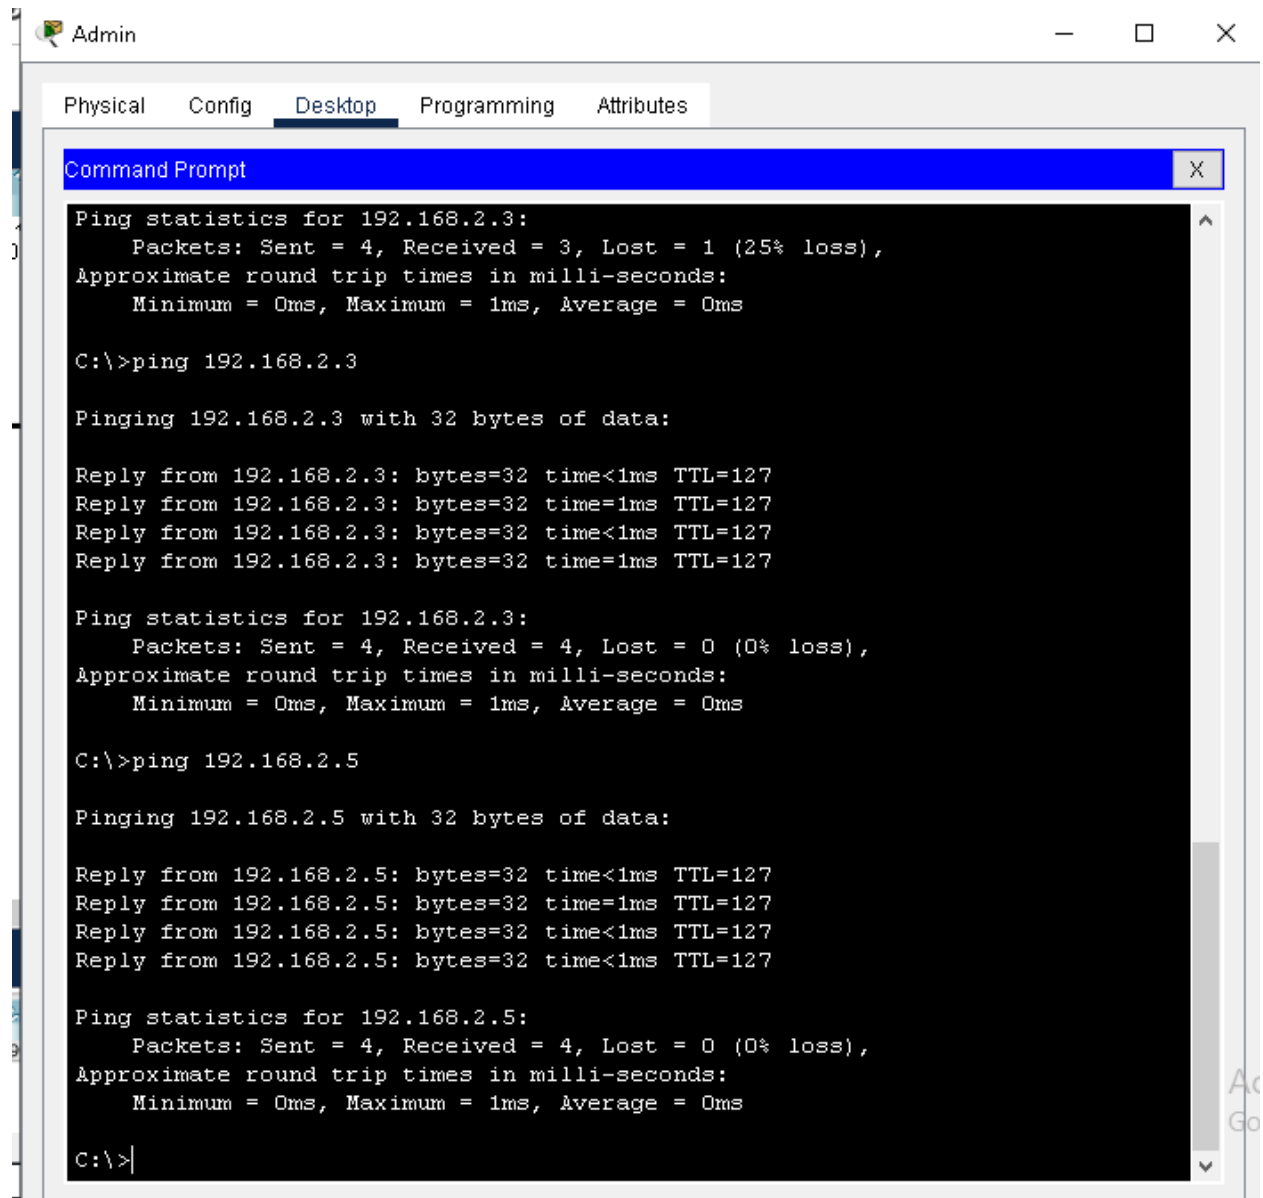 Admin
Physical Config Desktop Programming Attributes
Command Prompt X
Ping statistics for 192.168.2.3:
Packets: Sent = 4, Received = 3, Lost = 1 (25% loss),
Approximate round trip times in milli-seconds:
Minimum = 0ms, Maximum = 1ms, Average = 0ms
C:\>ping 192.168.2.3
Pinging 192.168.2.3 with 32 bytes of data:
Reply from 192.168.2.3: bytes=32 time<1ms TTL=127
Reply from 192.168.2.3: bytes=32 time=1ms TTL=127
Reply from 192.168.2.3: bytes=32 time<1ms TTL=127
Reply from 192.168.2.3: bytes=32 time=1ms TTL=127
Ping statistics for 192.168.2.3:
Packets: Sent = 4, Received = 4, Lost = 0 (0% loss),
Approximate round trip times in milli-seconds:
Minimum = 0ms, Maximum = 1ms, Average = 0ms
C:\>ping 192.168.2.5
Pinging 192.168.2.5 with 32 bytes of data:
Reply from 192.168.2.5: bytes=32 time<1ms TTL=127
Reply from 192.168.2.5: bytes=32 time=1ms TTL=127
Reply from 192.168.2.5: bytes=32 time<1ms TTL=127
Reply from 192.168.2.5: bytes=32 time<1ms TTL=127
Ping statistics for 192.168.2.5:
Packets: Sent = 4, Received = 4, Lost = 0 (0% loss),
Approximate round trip times in milli-seconds:
Minimum = 0ms, Maximum = 1ms, Average = 0ms
C:\>